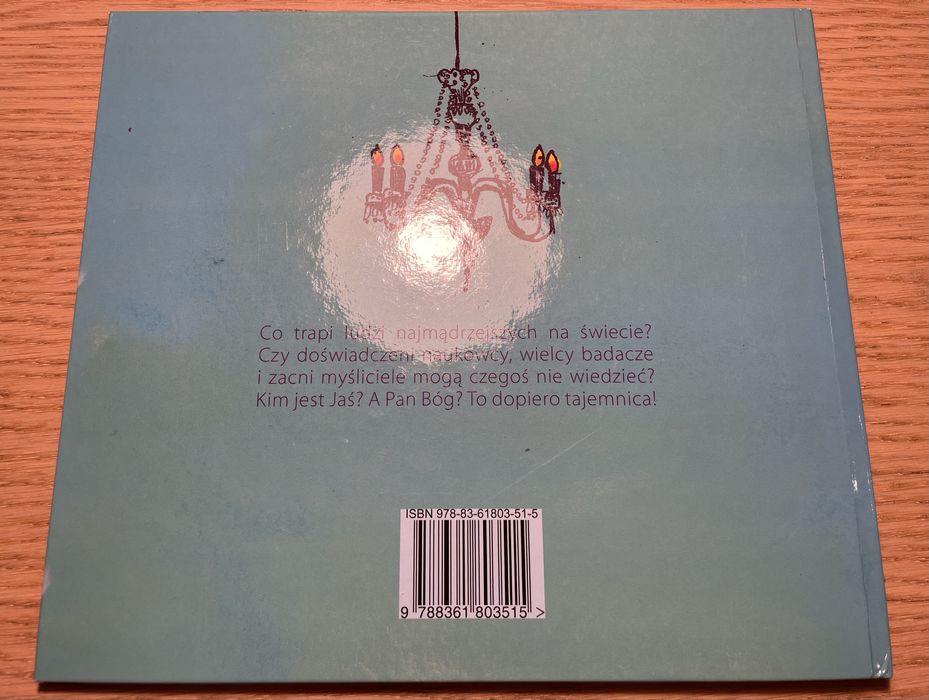 Co trapi ludzi najmądrzejszych na świecie?
Czy doświadczeni naukowcy, wielcy badacze
i zacni myśliciele mogą czegoś nie wiedzieć?
Kim jest Jaś? A Pan Bóg? To dopiero tajemnica!
ISBN 978-83-61803-51-5
9 788361 803515 >